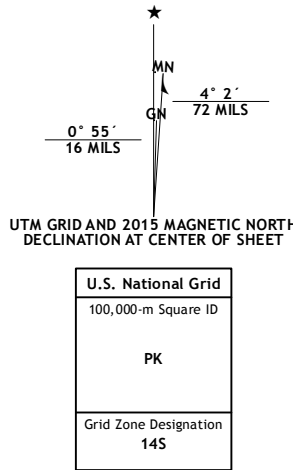 ★
MN
GN
4° 2´
72 MILS
0° 55´
16 MILS
UTM GRID AND 2015 MAGNETIC NORTH
DECLINATION AT CENTER OF SHEET
U.S. National Grid
100,000-m Square ID
PK
Grid Zone Designation
14S